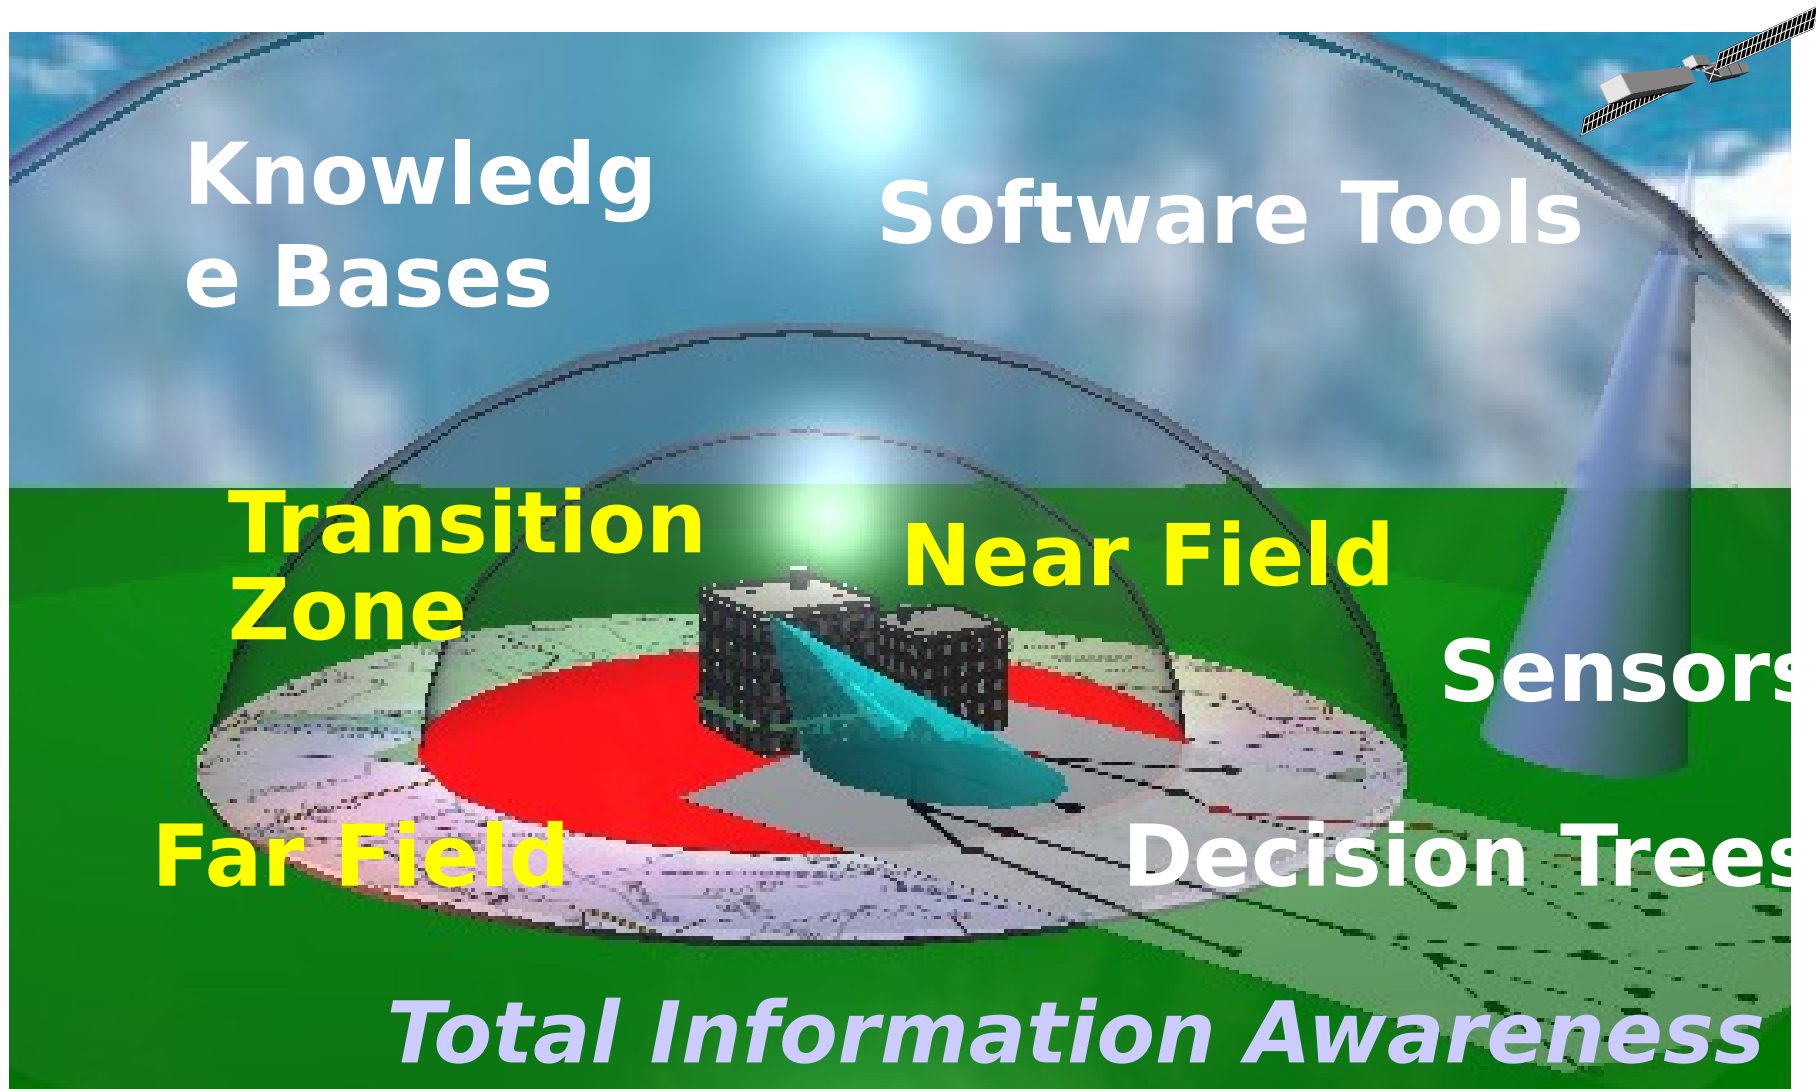 Knowledg
e Bases
Software Tools
Transition
Zone
Near Field
Sensors
Far Field
Decision Trees
Total Information Awareness